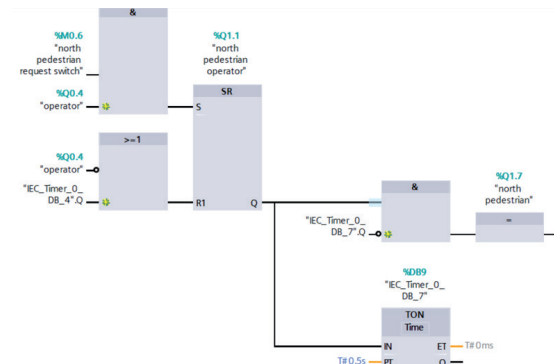 &
%M0.6
"north
pedestrian
request switch"
%Q0.4
"operator"
%Q1.1
"north
pedestrian
operator"
SR
S
R1
Q
>=1
%Q0.4
"operator"
"IEC_Timer_0_
DB_4".Q
&
"IEC_Timer_0_
DB_7".Q
%Q1.7
"north
pedestrian"
=
%DB9
"IEC_Timer_0_
DB_7"
TON
Time
IN
ET
T#0ms
T#0.5s
PT
Q